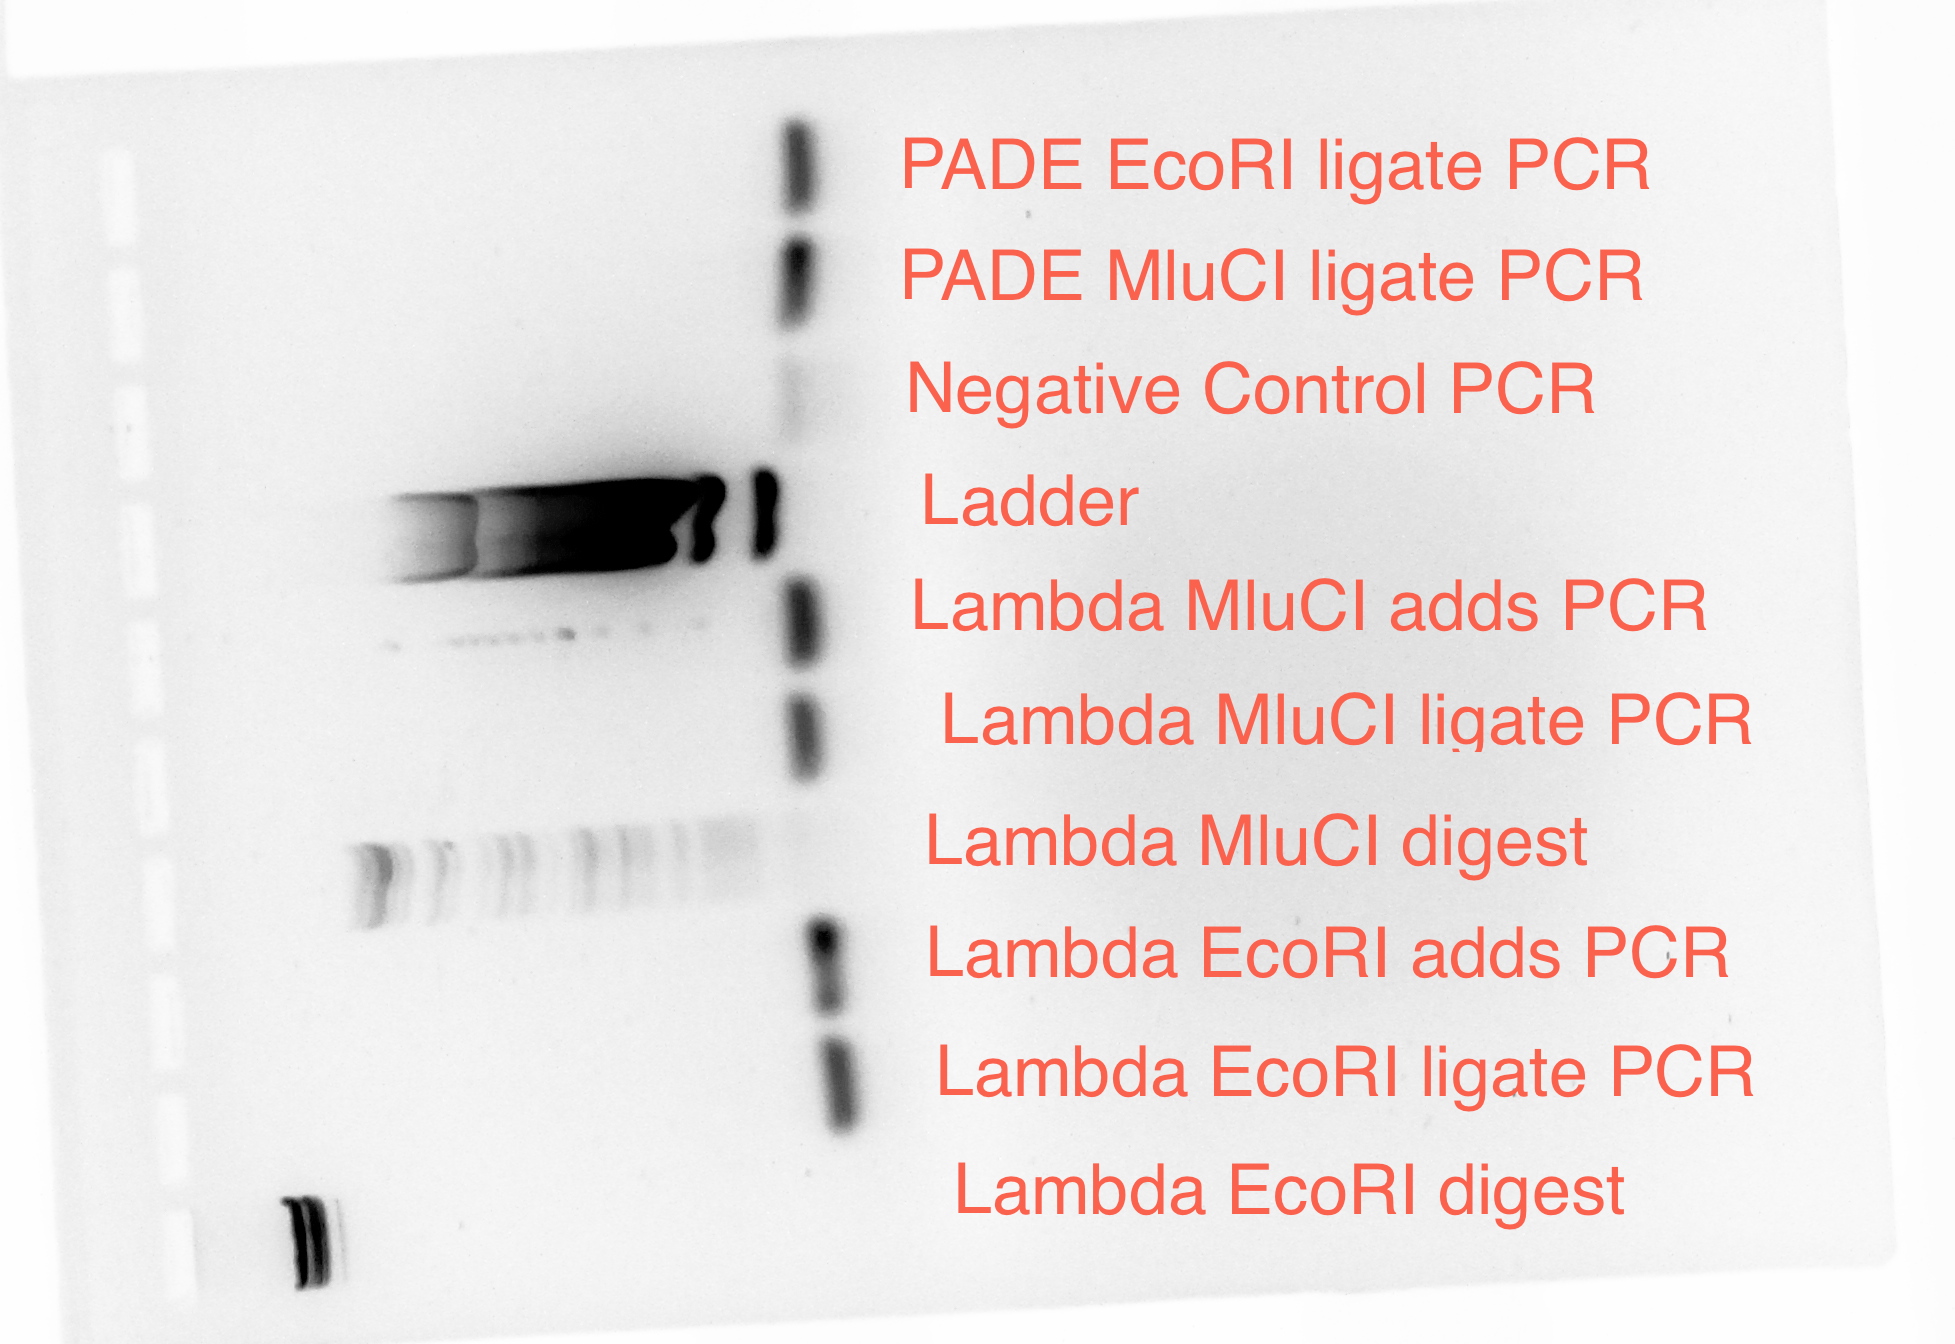 PADE EcoRI ligate PCR
PADE MluCI ligate PCR
Negative Control PCR
Ladder
Lambda MluCI adds PCR
Lambda MluCI ligate PCR
Lambda MluCI digest
Lambda EcoRI adds PCR
Lambda EcoRI ligate PCR
Lambda EcoRI digest